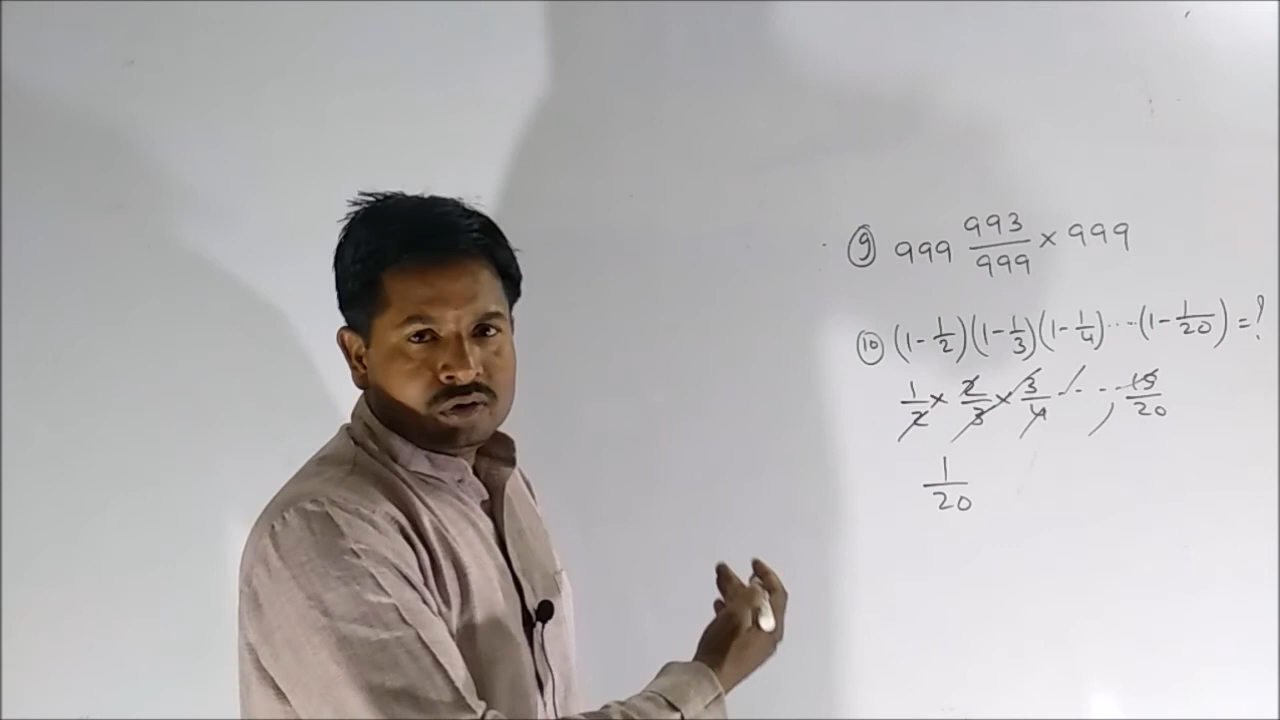 9 999 993/999 × 999
10 (1 - 1/2)(1 - 1/3)(1 - 1/4) ... (1 - 1/20) = ?
1/2 × 2/3 × 3/4 - - - 19/20
1/20